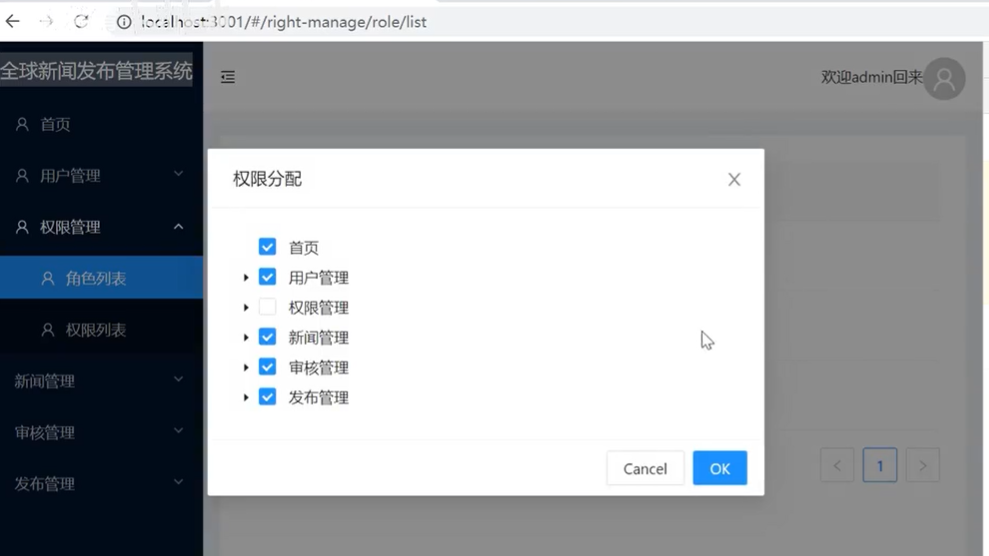 localhost:3001/#/right-manage/role/list
全球新闻发布管理系统
欢迎admin回来
首页
用户管理
权限管理
角色列表
权限列表
新闻管理
审核管理
发布管理
权限分配
首页
用户管理
权限管理
新闻管理
审核管理
发布管理
Cancel
OK
1